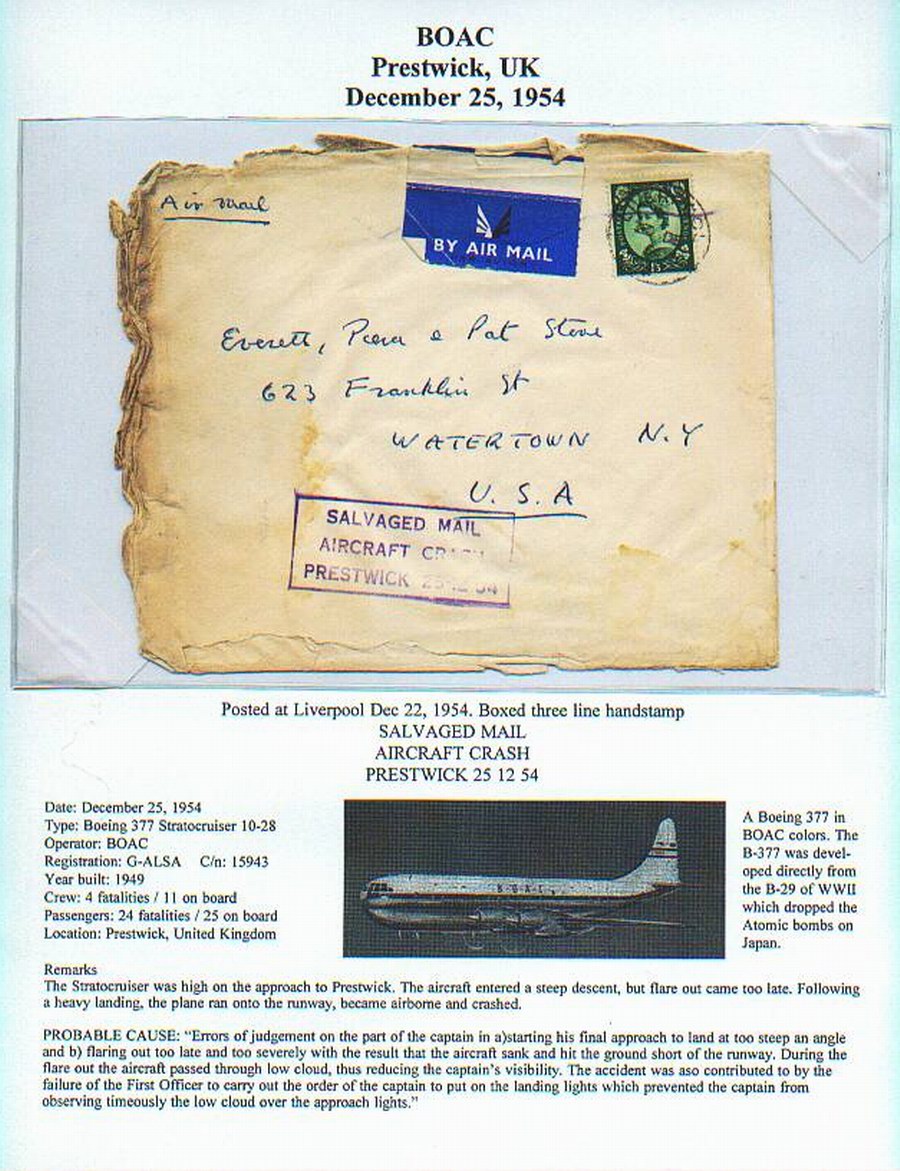 BOAC
Prestwick, UK
December 25, 1954
Air Mail
BY AIR MAIL
Everett, & Pat
623 Franklin St
WATERTOWN N.Y
U. S. A
SALVAGED MAIL
AIRCRAFT
PRESTWICK
Posted at Liverpool Dec 22, 1954. Boxed three line handstamp
SALVAGED MAIL
AIRCRAFT CRASH
PRESTWICK 25 12 54
Date: December 25, 1954
Type: Boeing 377 Stratocruiser 10-28
Operator: BOAC
Registration: G-ALSA C/n: 15943
Year built: 1949
Crew: 4 fatalities / 11 on board
Passengers: 24 fatalities / 25 on board
Location: Prestwick, United Kingdom
B.O.A.C.
A Boeing 377 in
BOAC colors. The
B-377 was devel-
oped directly from
the B-29 of WWII
which dropped the
Atomic bombs on
Japan.
Remarks
The Stratocruiser was high on the approach to Prestwick. The aircraft entered a steep descent, but flare out came too late. Following
a heavy landing, the plane ran onto the runway, became airborne and crashed.
PROBABLE CAUSE: "Errors of judgement on the part of the captain in a)starting his final approach to land at too steep an angle
and b) flaring out too late and too severely with the result that the aircraft sank and hit the ground short of the runway. During the
flare out the aircraft passed through low cloud, thus reducing the captain's visibility. The accident was aso contributed to by the
failure of the First Officer to carry out the order of the captain to put on the landing lights which prevented the captain from
observing timeously the low cloud over the approach lights."